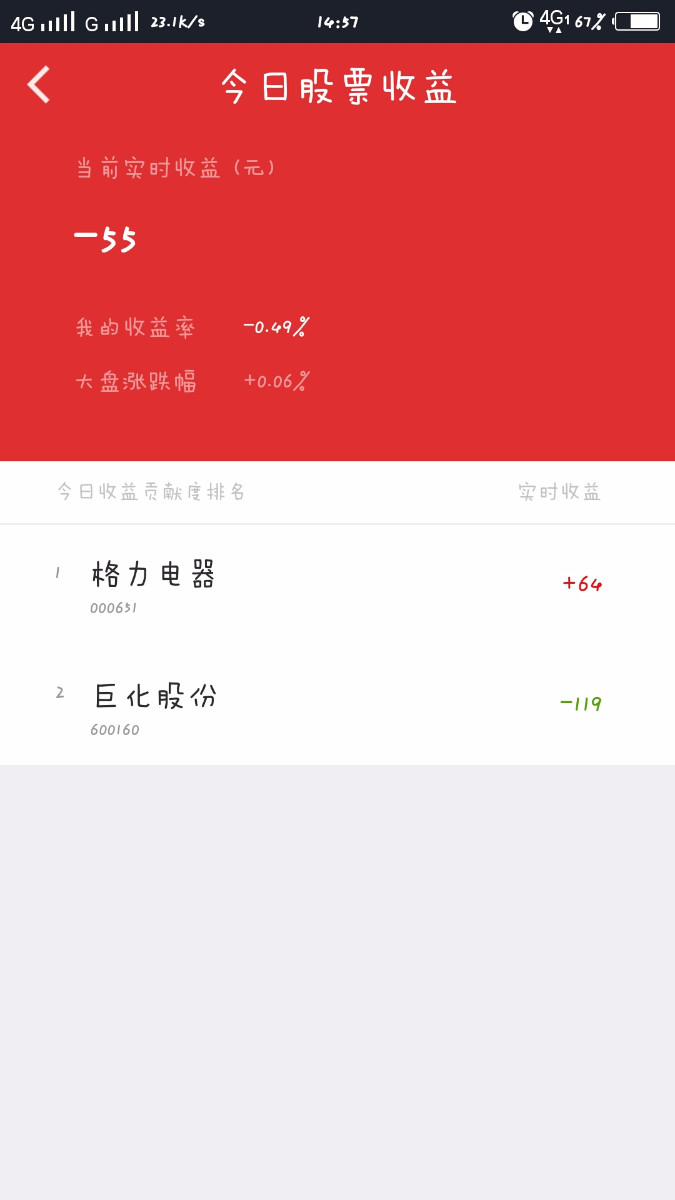 4G G 23.1K/s 14:57 4G1 67%
今日股票收益
当前实时收益(元)
-55
我的收益率 -0.49%
大盘涨跌幅 +0.06%
今日收益贡献度排名 实时收益
1 格力电器 +64
000651
2 巨化股份 -119
600160